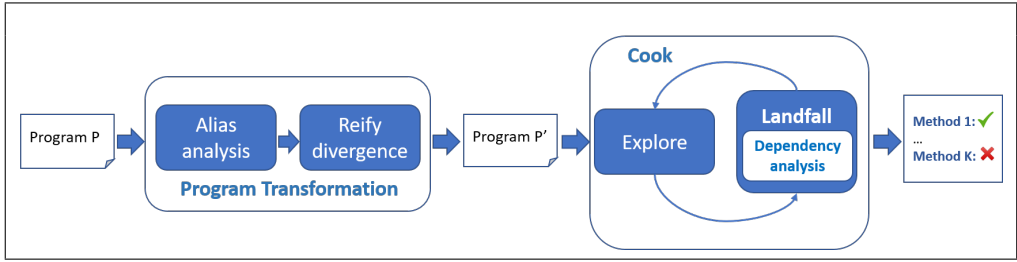 Program P
Alias
analysis
Reify
divergence
Program Transformation
Program P'
Cook
Explore
Landfall
Dependency
analysis
Method 1:
...
Method K: